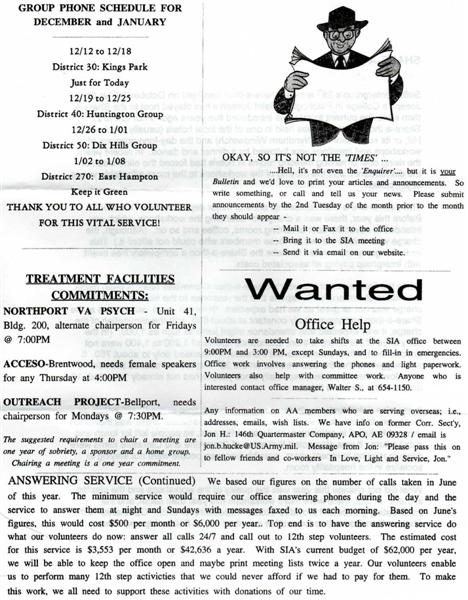 GROUP PHONE SCHEDULE FOR
DECEMBER and JANUARY
12/12 to 12/18
District 30: Kings Park
Just for Today
12/19 to 12/25
District 40: Huntington Group
12/26 to 1/01
District 50: Dix Hills Group
1/02 to 1/08
District 270: East Hampton
Keep it Green
THANK YOU TO ALL WHO VOLUNTEER
FOR THIS VITAL SERVICE!
OKAY, SO IT'S NOT THE 'TIMES' ...
....Hell, it's not even the 'Enquirer'.... but it is your
Bulletin and we'd love to print your articles and announcements. So
write something, or call and tell us your news. Please submit
announcements by the 2nd Tuesday of the month prior to the month
they should appear -
-- Mail it or Fax it to the office
-- Bring it to the SIA meeting
-- Send it via email on our website.
TREATMENT FACILITIES
COMMITMENTS:
NORTHPORT VA PSYCH - Unit 41,
Bldg. 200, alternate chairperson for Fridays
@ 7:00PM
ACCESO-Brentwood, needs female speakers
for any Thursday at 4:00PM
OUTREACH PROJECT-Bellport, needs
chairperson for Mondays @ 7:30PM.
The suggested requirements to chair a meeting are
one year of sobriety, a sponsor and a home group.
Chairing a meeting is a one year commitment.
Wanted
Office Help
Volunteers are needed to take shifts at the SIA office between
9:00PM and 3:00 PM, except Sundays, and to fill-in in emergencies.
Office work involves answering the phones and light paperwork.
Volunteers also help with committee work. Anyone who is
interested contact office manager, Walter S., at 654-1150.
Any information on AA members who are serving overseas; i.e.,
addresses, emails, wish lists. We have info on former Corr. Sect'y,
Jon H.: 146th Quartermaster Company, APO, AE 09328 / email is
jon.b.hucke@US.Army.mil. Message from Jon: "Please pass this on
to fellow friends and co-workers In Love, Light and Service, Jon."
ANSWERING SERVICE (Continued) We based our figures on the number of calls taken in June
of this year. The minimum service would require our office answering phones during the day and the
service to answer them at night and Sundays with messages faxed to us each morning. Based on June's
figures, this would cost $500 per month or $6,000 per year.. Top end is to have the answering service do
what our volunteers do now: answer all calls 24/7 and call out to 12th step volunteers. The estimated cost
for this service is $3,553 per month or $42,636 a year. With SIA's current budget of $62,000 per year,
we will be able to keep the office open and maybe print meeting lists twice a year. Our volunteers enable
us to perform many 12th step activicties that we could never afford if we had to pay for them. To make
this work, we all need to support these activities with donations of our time.